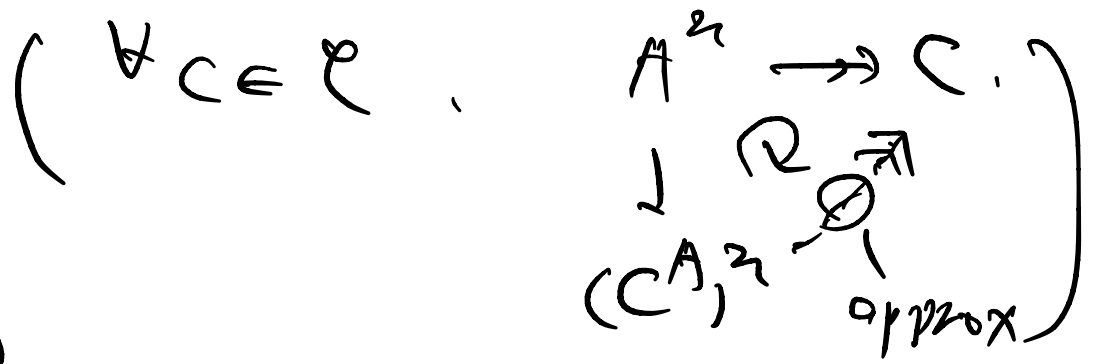 ( ∀ C ∈ 𝒞 . A^n ↠ C. )
↓ R ↠
(C^A)^n approx